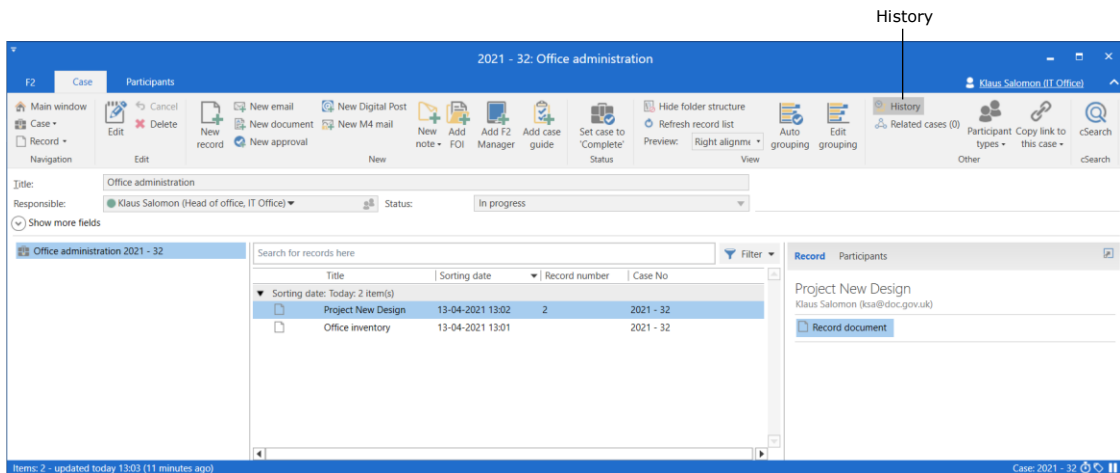 History
2021 - 32: Office administration
F2 Case Participants Klaus Salomon (IT Office)
Main window
Case
Record
Navigation
Edit
Cancel
Delete
Edit
New record
New email
New document
New approval
New Digital Post
New M4 mail
New note
Add FOI
Add F2 Manager
Add case guide
New
Set case to 'Complete'
Status
Hide folder structure
Refresh record list
Preview: Right alignme
Auto grouping
Edit grouping
View
History
Related cases (0)
Participant types
Copy link to this case
Other
cSearch
cSearch
Title: Office administration
Responsible: Klaus Salomon (Head of office, IT Office) Status: In progress
Show more fields
Office administration 2021 - 32
Search for records here Filter
Title Sorting date Record number Case No
Sorting date: Today: 2 item(s)
Project New Design 13-04-2021 13:02 2 2021 - 32
Office inventory 13-04-2021 13:01 2021 - 32
Record Participants
Project New Design
Klaus Salomon (ksa@doc.gov.uk)
Record document
Items: 2 - updated today 13:03 (11 minutes ago) Case: 2021 - 32